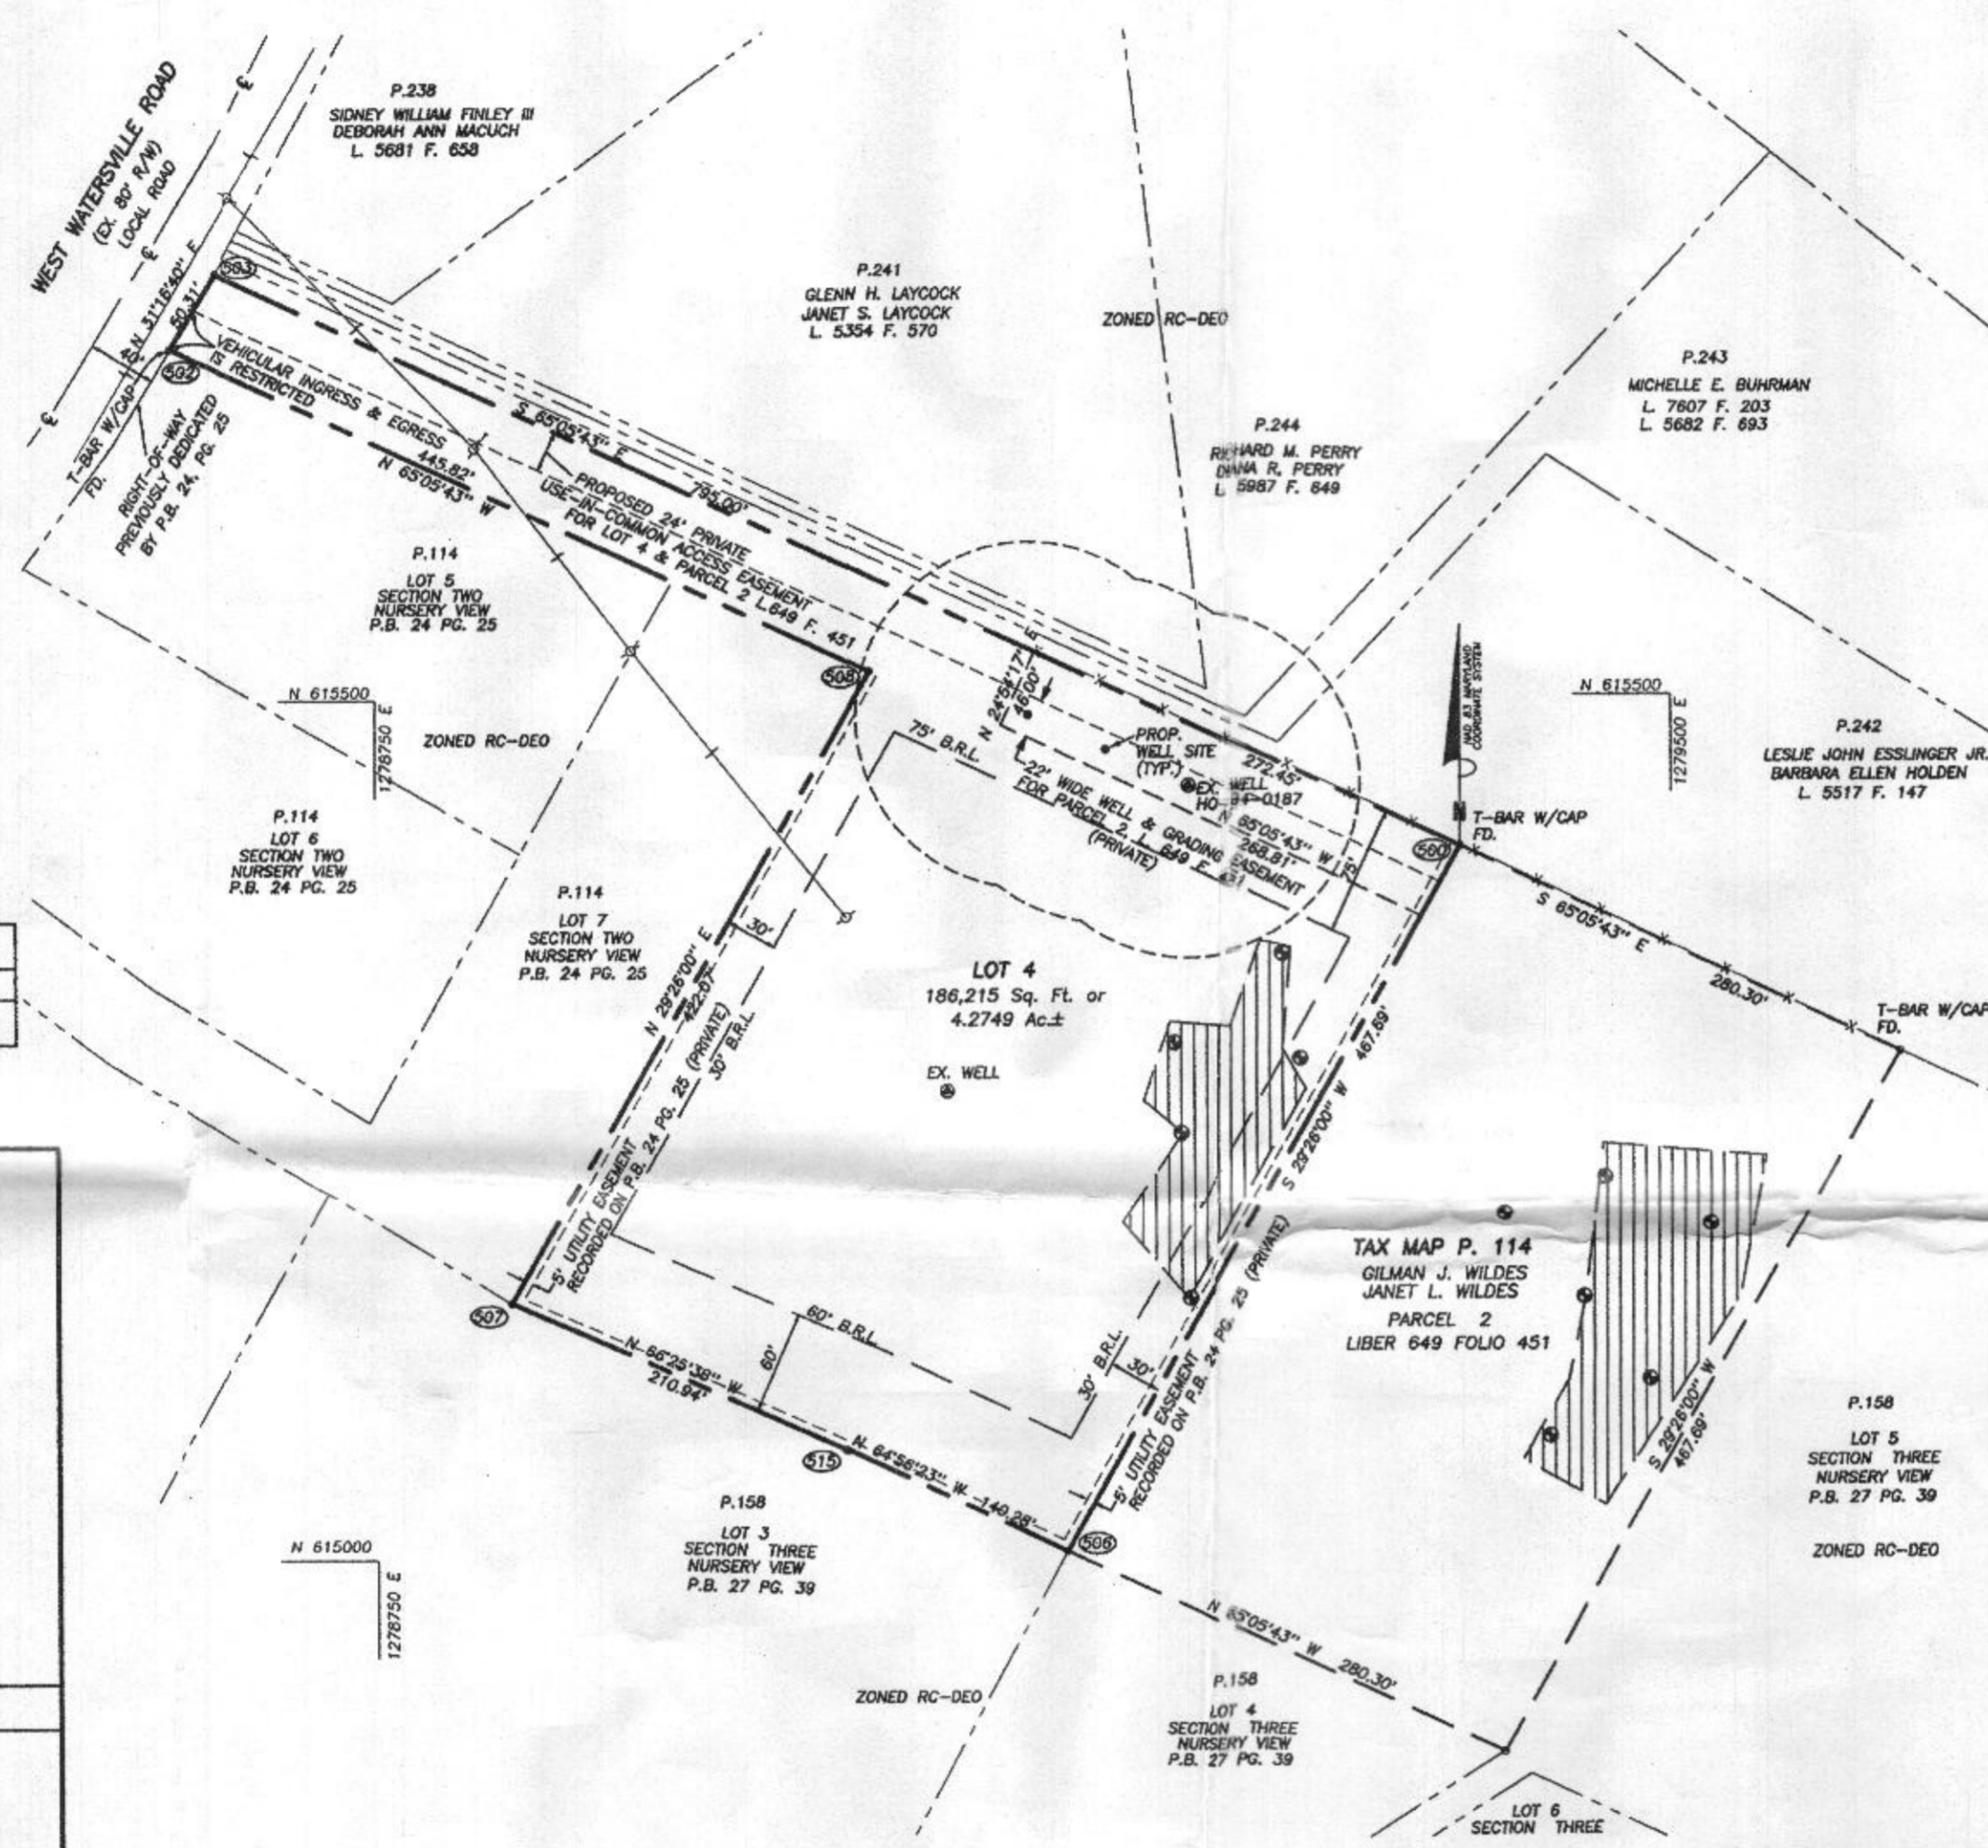 WEST WATERSVILLE ROAD
(EX. 80' R/W)
LOCAL ROAD
P.238
SIDNEY WILLIAM FINLEY III
DEBORAH ANN MACUCH
L. 5681 F. 658
N 31°16'40" E
50.31'
40'
503
502
VEHICULAR INGRESS & EGRESS
IS RESTRICTED
T-BAR W/CAP
FD.
RIGHT-OF-WAY
PREVIOUSLY DEDICATED
BY P.B. 24, PG. 25
445.82'
N 65°05'43" W
S 65°05'43" E
795.00'
PROPOSED 24' PRIVATE
USE-IN-COMMON ACCESS EASEMENT
FOR LOT 4 & PARCEL 2 L.649 F. 451
P.241
GLENN H. LAYCOCK
JANET S. LAYCOCK
L. 5354 F. 570
ZONED RC-DEO
P.244
RICHARD M. PERRY
DIANA R. PERRY
L. 5987 F. 649
P.243
MICHELLE E. BUHRMAN
L. 7607 F. 203
L. 5682 F. 693
P.114
LOT 5
SECTION TWO
NURSERY VIEW
P.B. 24 PG. 25
508
N 24°54'17" E
46.00'
N 615500
1278750 E
ZONED RC-DEO
75' B.R.L.
PROP.
WELL SITE
(TYP.)
272.45'
EX. WELL
22' WIDE WELL & GRADING EASEMENT
FOR PARCEL 2, L. 649 F.
(PRIVATE)
N 65°05'43" W
268.81'
75'
NAD 83 MARYLAND
COORDINATE SYSTEM
N
N 615500
1279500 E
P.242
LESLIE JOHN ESSLINGER JR.
BARBARA ELLEN HOLDEN
L. 5517 F. 147
T-BAR W/CAP
FD.
500
S 65°05'43" E
280.30'
T-BAR W/CAP
FD.
P.114
LOT 6
SECTION TWO
NURSERY VIEW
P.B. 24 PG. 25
P.114
LOT 7
SECTION TWO
NURSERY VIEW
P.B. 24 PG. 25
30'
N 29°26'00" E
422.07'
LOT 4
186,215 Sq. Ft. or
4.2749 Ac.±
EX. WELL
467.69'
S 29°26'00" W
5' UTILITY EASEMENT
RECORDED ON P.B. 24 PG. 25 (PRIVATE)
30' B.R.L.
507
N 66°25'38" W
210.94'
60'
60' B.R.L.
515
N 64°56'23" W
140.28'
30' B.R.L.
30'
5' UTILITY EASEMENT
RECORDED ON P.B. 24 PG. 25 (PRIVATE)
506
TAX MAP P. 114
GILMAN J. WILDES
JANET L. WILDES
PARCEL 2
LIBER 649 FOLIO 451
S 29°26'00" W
467.69'
P.158
LOT 5
SECTION THREE
NURSERY VIEW
P.B. 27 PG. 39
ZONED RC-DEO
N 615000
1278750 E
P.158
LOT 3
SECTION THREE
NURSERY VIEW
P.B. 27 PG. 39
ZONED RC-DEO
N 65°05'43" W
280.30'
P.158
LOT 4
SECTION THREE
NURSERY VIEW
P.B. 27 PG. 39
LOT 6
SECTION THREE